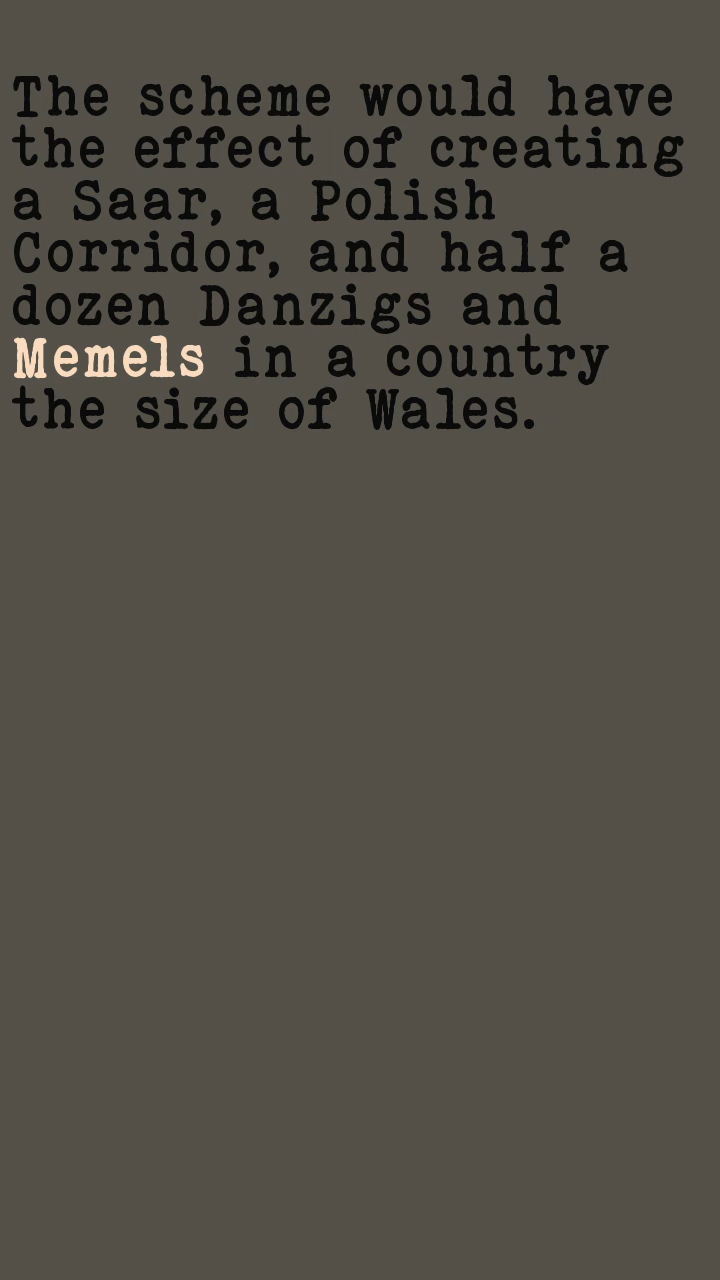 The scheme would have
the effect of creating
a Saar, a Polish
Corridor, and half a
dozen Danzigs and
Memels in a country
the size of Wales.